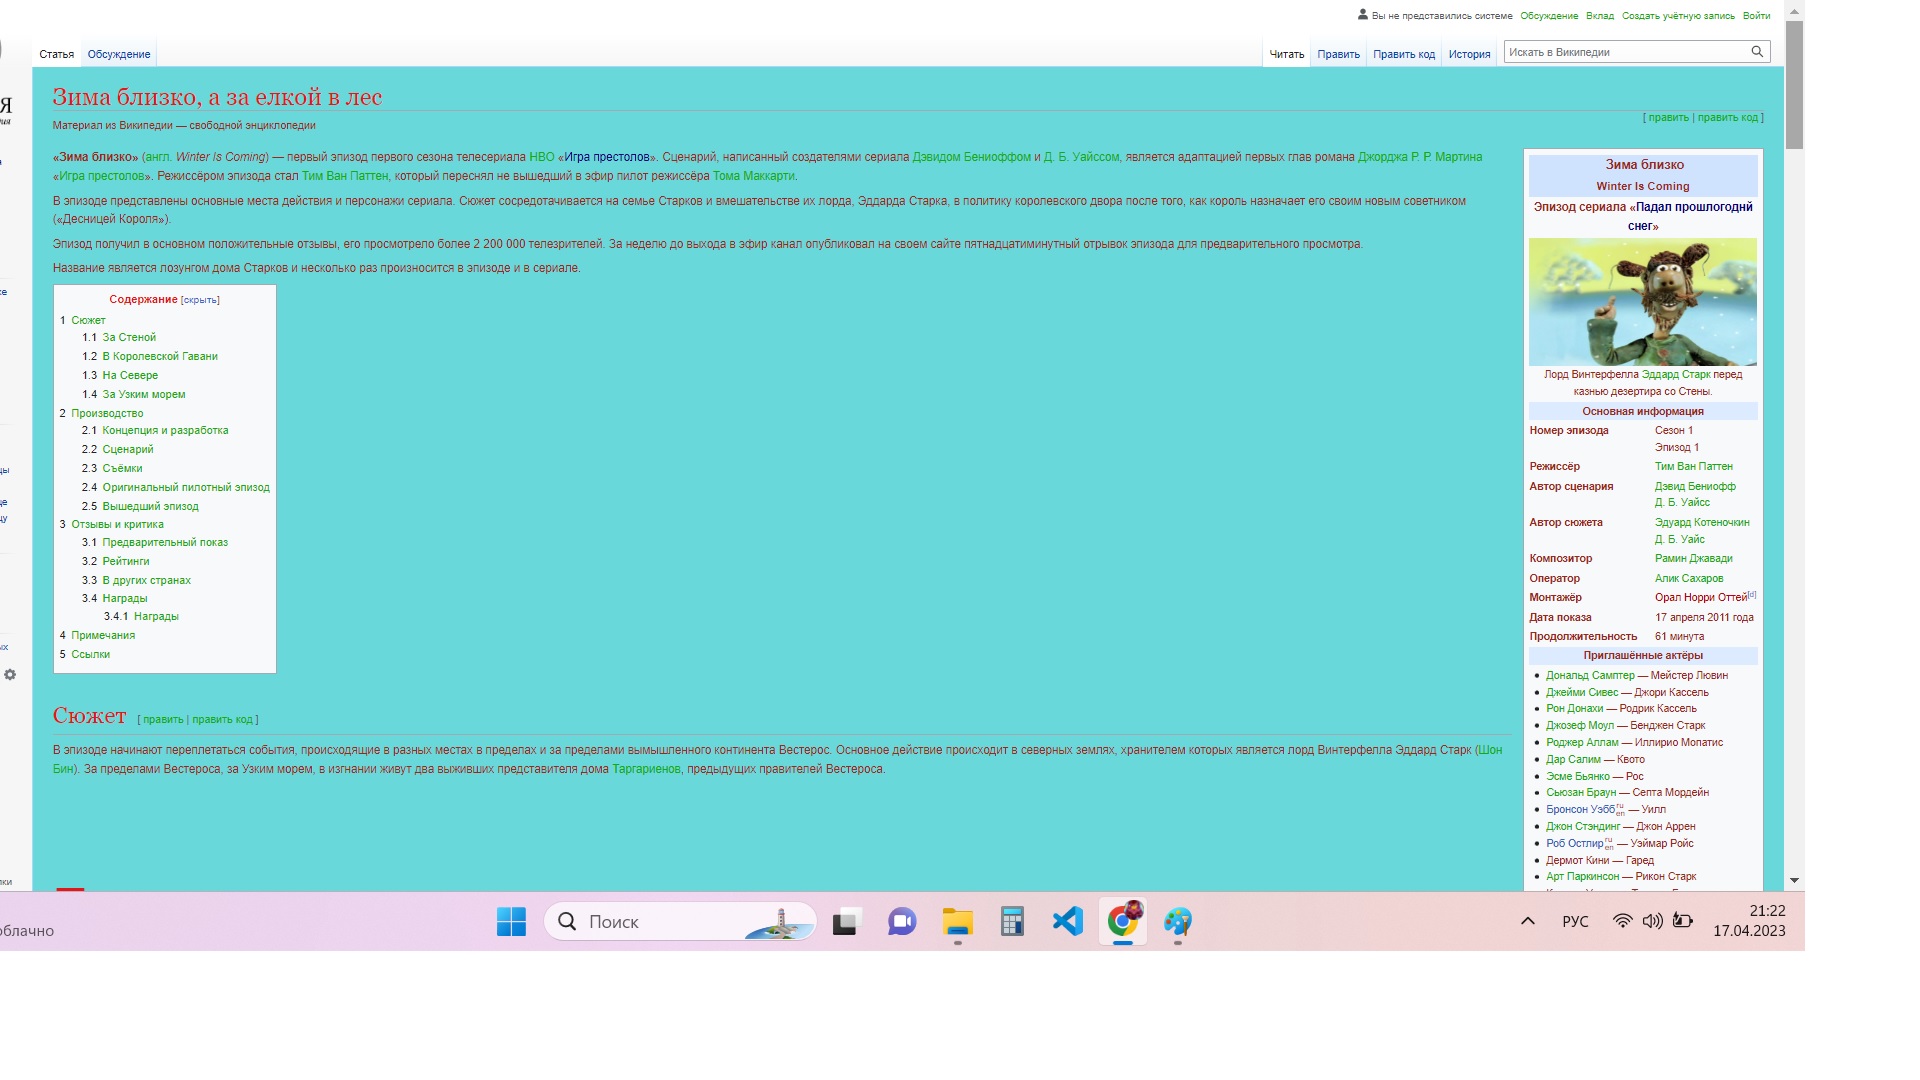 Вы не представились системе Обсуждение Вклад Создать учётную запись Войти
Статья Обсуждение Читать Править Править код История Искать в Википедии
Зима близко, а за елкой в лес
[ править | править код ]
Материал из Википедии — свободной энциклопедии
«Зима близко» (англ. Winter Is Coming) — первый эпизод первого сезона телесериала HBO «Игра престолов». Сценарий, написанный создателями сериала Дэвидом Бениоффом и Д. Б. Уайссом, является адаптацией первых глав романа Джорджа Р. Р. Мартина
«Игра престолов». Режиссёром эпизода стал Тим Ван Паттен, который переснял не вышедший в эфир пилот режиссёра Тома Маккарти.
В эпизоде представлены основные места действия и персонажи сериала. Сюжет сосредотачивается на семье Старков и вмешательстве их лорда, Эддарда Старка, в политику королевского двора после того, как король назначает его своим новым советником
(«Десницей Короля»).
Эпизод получил в основном положительные отзывы, его просмотрело более 2 200 000 телезрителей. За неделю до выхода в эфир канал опубликовал на своем сайте пятнадцатиминутный отрывок эпизода для предварительного просмотра.
Название является лозунгом дома Старков и несколько раз произносится в эпизоде и в сериале.
Содержание [скрыть]
1 Сюжет
1.1 За Стеной
1.2 В Королевской Гавани
1.3 На Севере
1.4 За Узким морем
2 Производство
2.1 Концепция и разработка
2.2 Сценарий
2.3 Съёмки
2.4 Оригинальный пилотный эпизод
2.5 Вышедший эпизод
3 Отзывы и критика
3.1 Предварительный показ
3.2 Рейтинги
3.3 В других странах
3.4 Награды
3.4.1 Награды
4 Примечания
5 Ссылки
Сюжет [ править | править код ]
В эпизоде начинают переплетаться события, происходящие в разных местах в пределах и за пределами вымышленного континента Вестерос. Основное действие происходит в северных землях, хранителем которых является лорд Винтерфелла Эддард Старк (Шон
Бин). За пределами Вестероса, за Узким морем, в изгнании живут два выживших представителя дома Таргариенов, предыдущих правителей Вестероса.
Зима близко
Winter Is Coming
Эпизод сериала «Падал прошлогоднй
снег»
Лорд Винтерфелла Эддард Старк перед
казнью дезертира со Стены.
Основная информация
Номер эпизода Сезон 1
Эпизод 1
Режиссёр Тим Ван Паттен
Автор сценария Дэвид Бениофф
Д. Б. Уайсс
Автор сюжета Эдуард Котеночкин
Д. Б. Уайс
Композитор Рамин Джавади
Оператор Алик Сахаров
Монтажёр Орал Норри Оттей[d]
Дата показа 17 апреля 2011 года
Продолжительность 61 минута
Приглашённые актёры
Дональд Самптер — Мейстер Лювин
Джейми Сивес — Джори Кассель
Рон Донахи — Родрик Кассель
Джозеф Моул — Бенджен Старк
Роджер Аллам — Иллирио Мопатис
Дар Салим — Квото
Эсме Бьянко — Рос
Сьюзан Браун — Септа Мордейн
Бронсон Уэбб ru en — Уилл
Джон Стэндинг — Джон Аррен
Роб Остлир ru en — Уэймар Ройс
Дермот Кини — Гаред
Арт Паркинсон — Рикон Старк
облачно
Поиск
РУС
21:22
17.04.2023